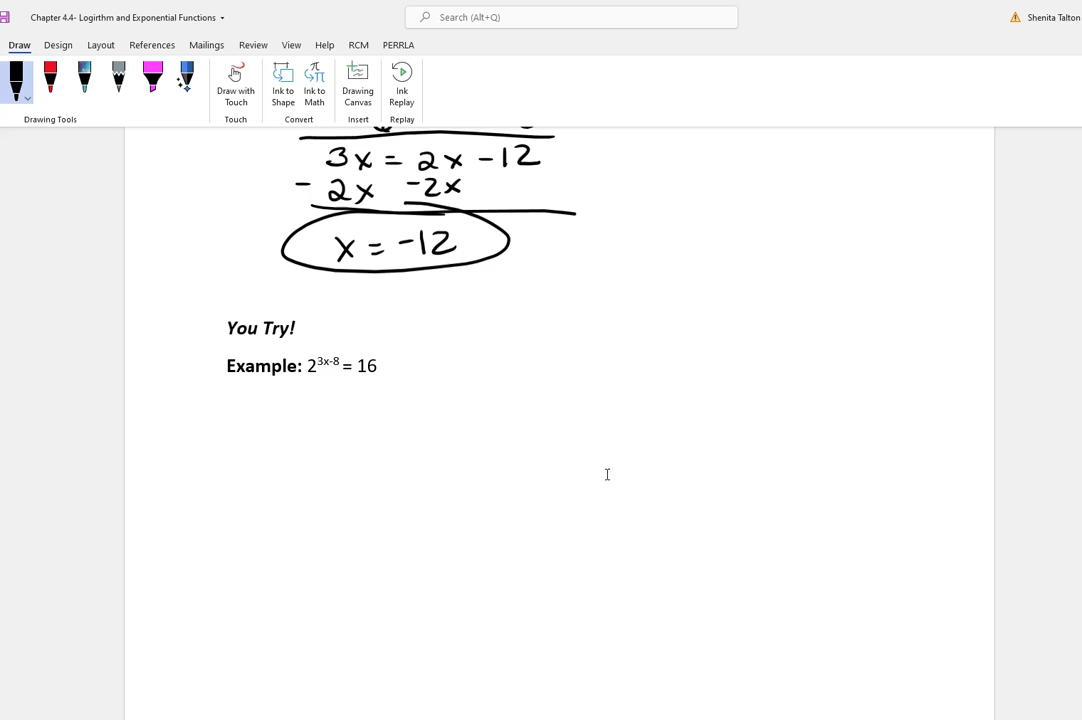 Chapter 4.4- Logirthm and Exponential Functions
Search (Alt+Q)
Shenita Talton
Draw Design Layout References Mailings Review View Help RCM PERRLA
Draw with Touch
Ink to Shape
Ink to Math
Drawing Canvas
Ink Replay
Drawing Tools Touch Convert Insert Replay
3x = 2x -12
- 2x -2x
x = -12
You Try!
Example: 2^{3x-8} = 16